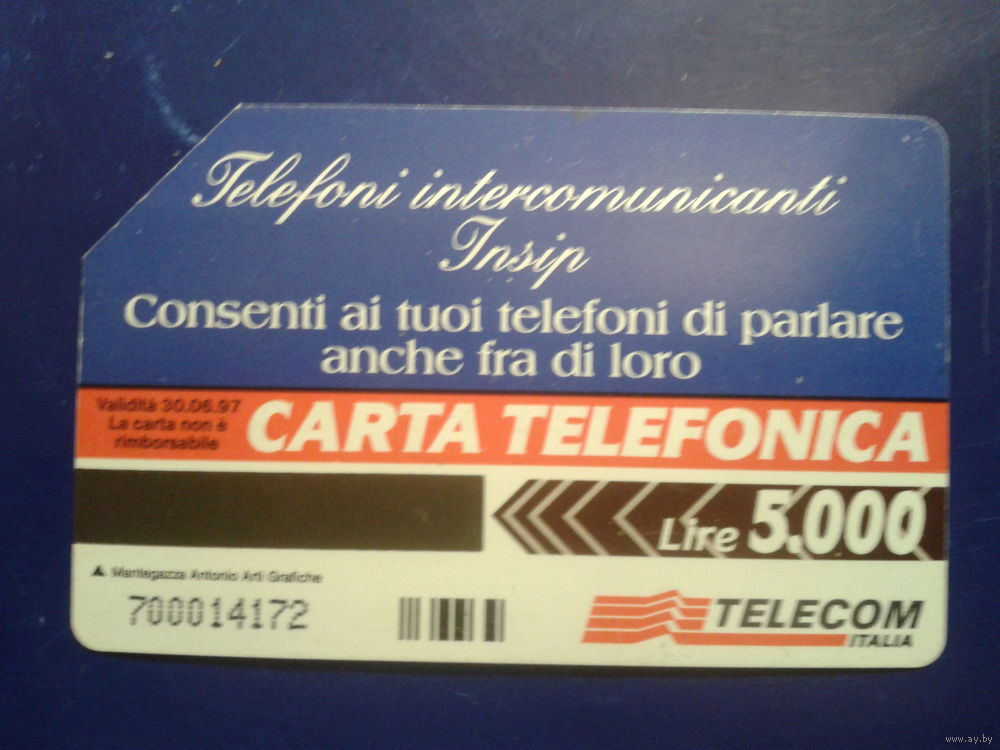 Telefoni intercomunicanti
Insip
Consenti ai tuoi telefoni di parlare
anche fra di loro
Validità 30.06.97
La carta non è
rimborsabile
CARTA TELEFONICA
Lire 5.000
Mantegazza Antonio Arti Grafiche
700014172
TELECOM
ITALIA
www.ay.by